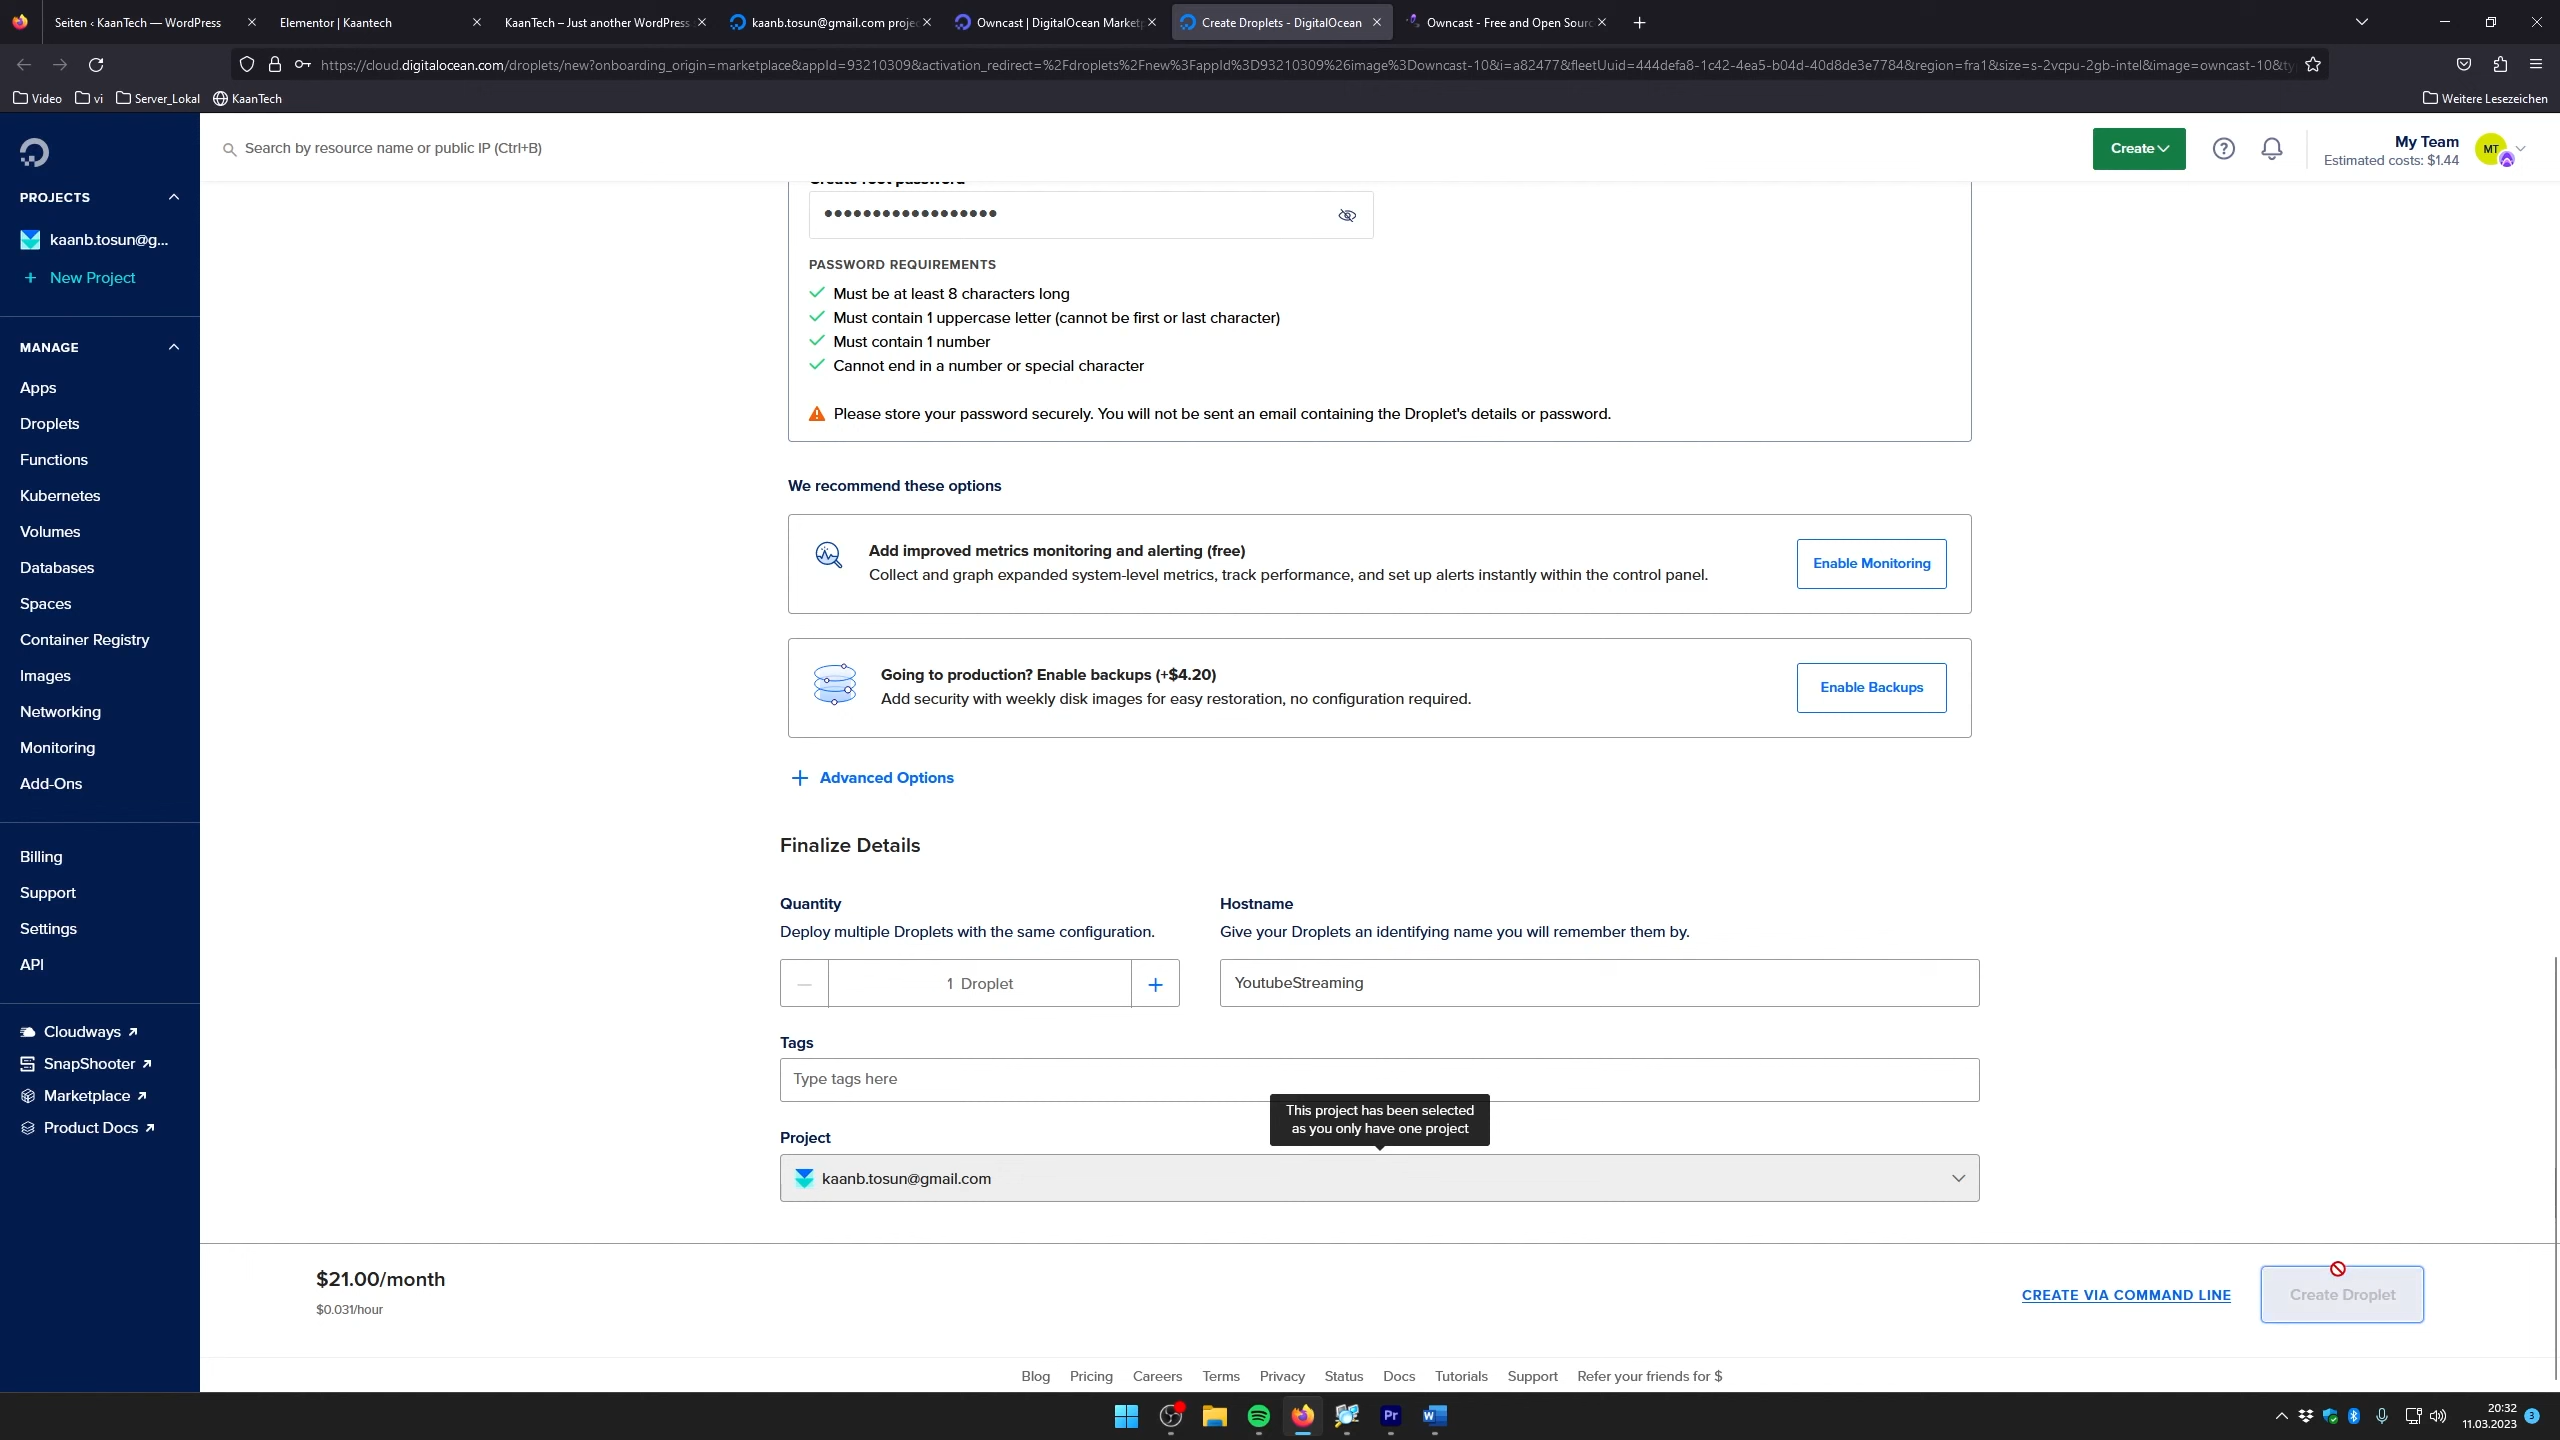 Seiten ‹ KaanTech — WordPress
Elementor | Kaantech
KaanTech – Just another WordPress
kaanb.tosun@gmail.com proje
Owncast | DigitalOcean Marketp
Create Droplets - DigitalOcean
Owncast - Free and Open Sourc
https://cloud.digitalocean.com/droplets/new?onboarding_origin=marketplace&appId=93210309&activation_redirect=%2Fdroplets%2Fnew%3FappId%3D93210309%26image%3Downcast-10&i=a82477&fleetUuid=444defa8-1c42-4ea5-b04d-40d8de3e7784&region=fra1&size=s-2vcpu-2gb-intel&image=owncast-10&ty
Video
vi
Server_Lokal
KaanTech
Weitere Lesezeichen
Search by resource name or public IP (Ctrl+B)
Create
?
My Team
Estimated costs: $1.44
MT
PROJECTS
kaanb.tosun@g...
+ New Project
MANAGE
Apps
Droplets
Functions
Kubernetes
Volumes
Databases
Spaces
Container Registry
Images
Networking
Monitoring
Add-Ons
Billing
Support
Settings
API
Cloudways
SnapShooter
Marketplace
Product Docs
Create root password
••••••••••••••••••
PASSWORD REQUIREMENTS
Must be at least 8 characters long
Must contain 1 uppercase letter (cannot be first or last character)
Must contain 1 number
Cannot end in a number or special character
Please store your password securely. You will not be sent an email containing the Droplet's details or password.
We recommend these options
Add improved metrics monitoring and alerting (free)
Collect and graph expanded system-level metrics, track performance, and set up alerts instantly within the control panel.
Enable Monitoring
Going to production? Enable backups (+$4.20)
Add security with weekly disk images for easy restoration, no configuration required.
Enable Backups
+ Advanced Options
Finalize Details
Quantity
Deploy multiple Droplets with the same configuration.
1 Droplet
Hostname
Give your Droplets an identifying name you will remember them by.
YoutubeStreaming
Tags
Type tags here
This project has been selected
as you only have one project
Project
kaanb.tosun@gmail.com
$21.00/month
$0.031/hour
CREATE VIA COMMAND LINE
Create Droplet
Blog
Pricing
Careers
Terms
Privacy
Status
Docs
Tutorials
Support
Refer your friends for $
Pr
W
20:32
11.03.2023
3